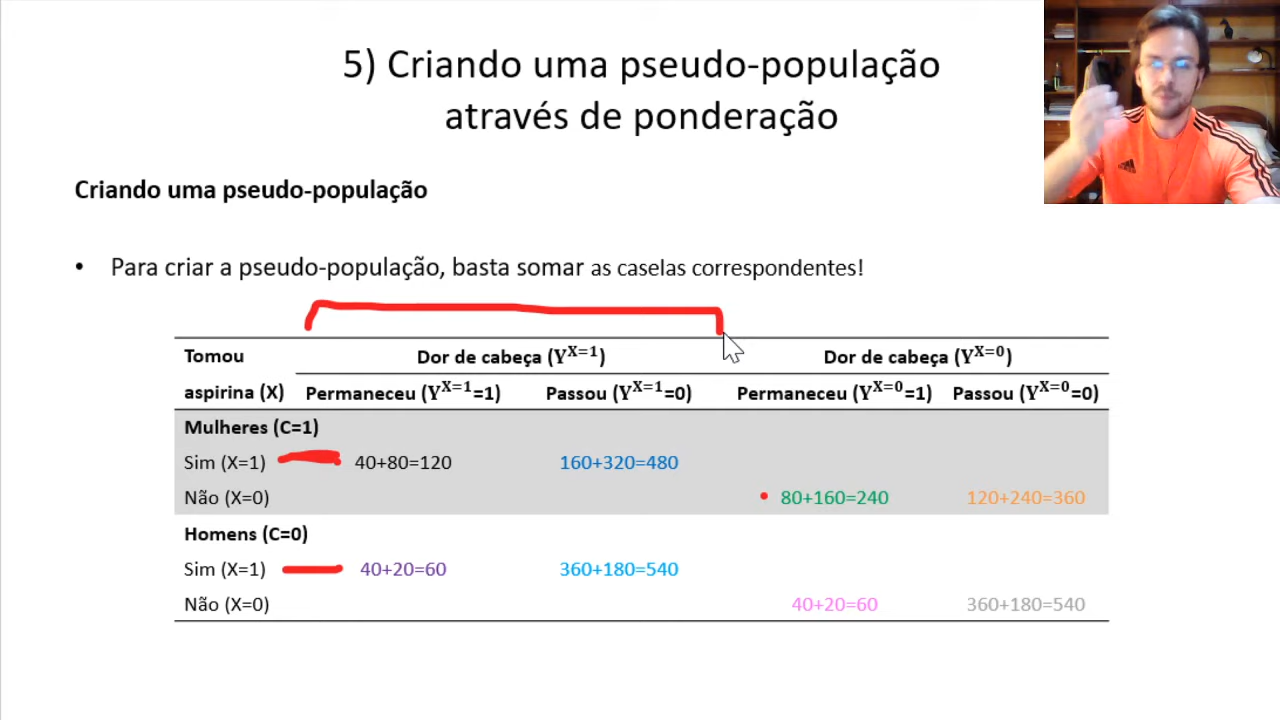 5) Criando uma pseudo-população
através de ponderação
Criando uma pseudo-população
• Para criar a pseudo-população, basta somar as caselas correspondentes!
Tomou aspirina (X) Dor de cabeça (Y^X=1) Dor de cabeça (Y^X=0)
Permaneceu (Y^X=1=1) Passou (Y^X=1=0) Permaneceu (Y^X=0=1) Passou (Y^X=0=0)
Mulheres (C=1)
Sim (X=1) 40+80=120 160+320=480
Não (X=0) 80+160=240 120+240=360
Homens (C=0)
Sim (X=1) 40+20=60 360+180=540
Não (X=0) 40+20=60 360+180=540